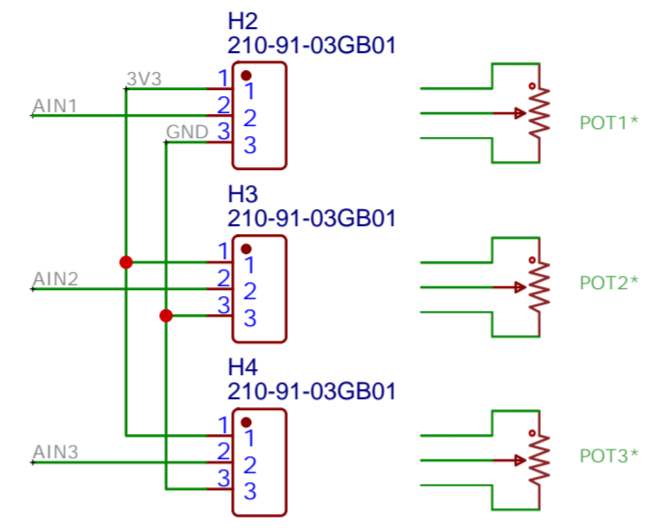 H2
210-91-03GB01
3V3
1
1
AIN1
2
2
GND
3
3
POT1*
H3
210-91-03GB01
1
1
AIN2
2
2
POT2*
3
3
H4
210-91-03GB01
1
1
AIN3
2
2
POT3*
3
3